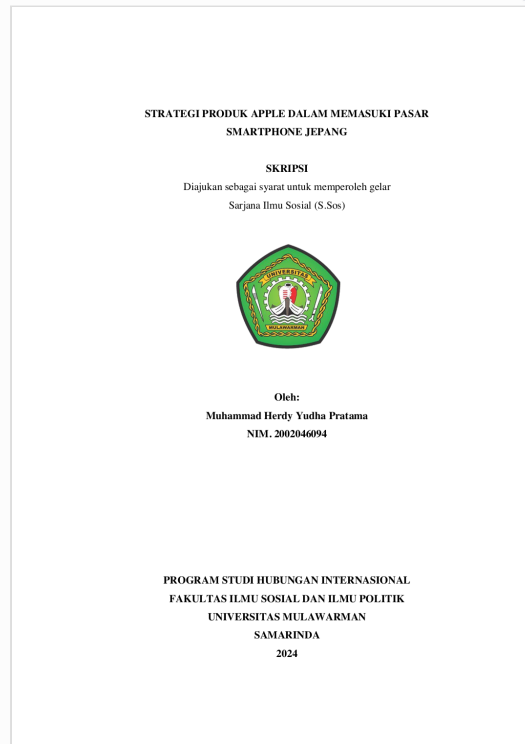 STRATEGI PRODUK APPLE DALAM MEMASUKI PASAR
SMARTPHONE JEPANG
SKRIPSI
Diajukan sebagai syarat untuk memperoleh gelar
Sarjana Ilmu Sosial (S.Sos)
UNIVERSITAS
MULAWARMAN
Oleh:
Muhammad Herdy Yudha Pratama
NIM. 2002046094
PROGRAM STUDI HUBUNGAN INTERNASIONAL
FAKULTAS ILMU SOSIAL DAN ILMU POLITIK
UNIVERSITAS MULAWARMAN
SAMARINDA
2024